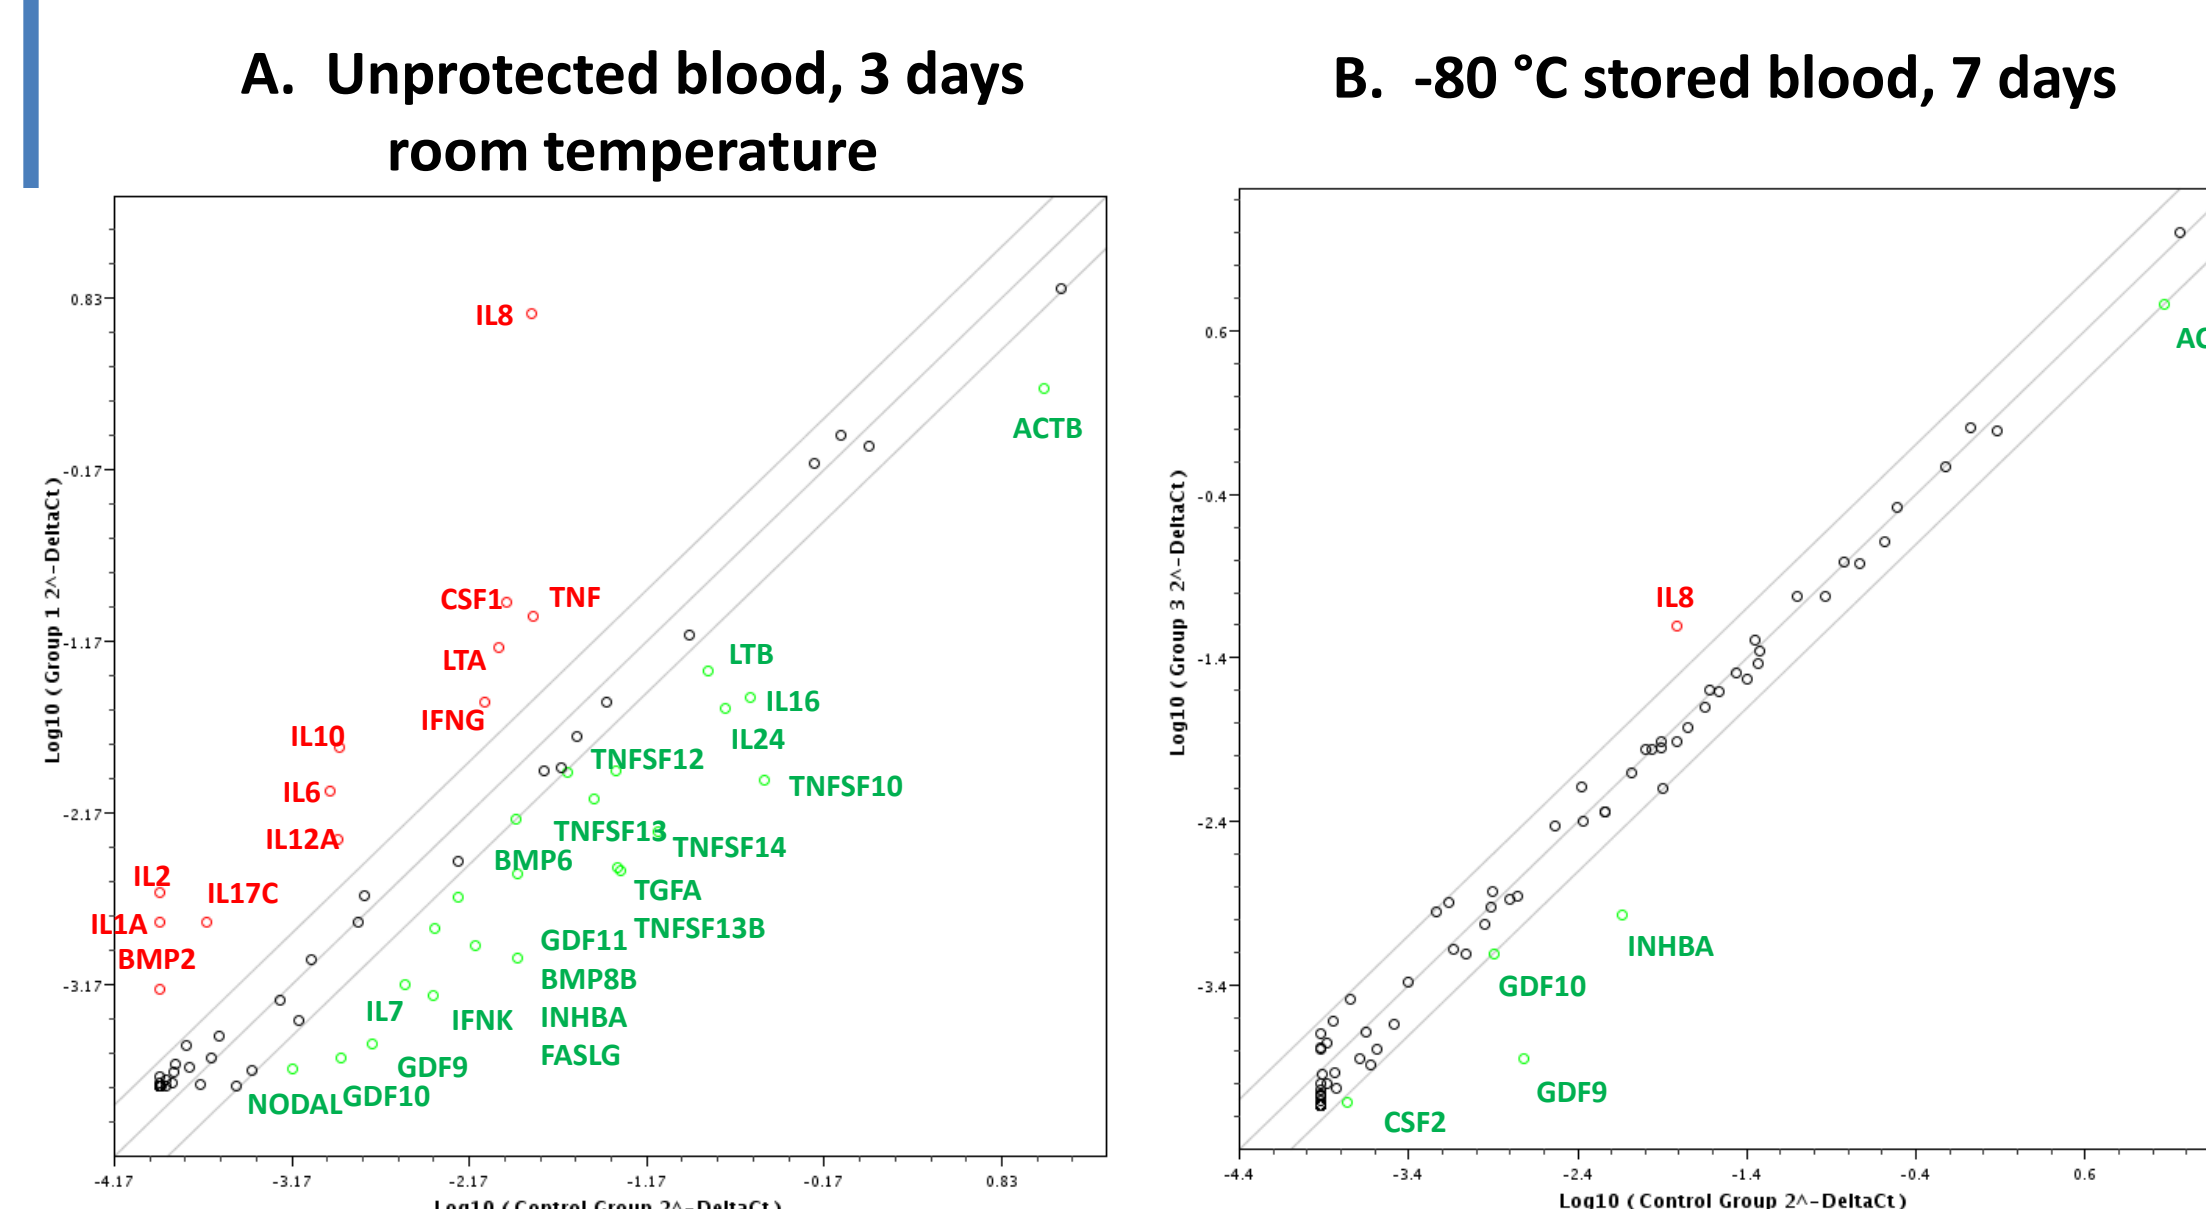 A. Unprotected blood, 3 days
room temperature
B. -80 °C stored blood, 7 days
Log10 (Group 1 2^-DeltaCt)
0.83
-0.17
-1.17
-2.17
-3.17
IL8
ACTB
CSF1
TNF
LTA
IFNG
LTB
IL16
IL24
IL10
IL6
IL12A
TNFSF12
TNFSF10
TNFSF13
TNFSF14
BMP6
TGFA
TNFSF13B
IL2
IL17C
IL1A
BMP2
GDF11
BMP8B
INHBA
FASLG
IL7
IFNK
GDF9
GDF10
NODAL
-4.17
-3.17
-2.17
-1.17
-0.17
0.83
Log10 (Control Group 2^-DeltaCt)
Log10 (Group 3 2^-DeltaCt)
0.6
-0.4
-1.4
-2.4
-3.4
AC
IL8
INHBA
GDF10
GDF9
CSF2
-4.4
-3.4
-2.4
-1.4
-0.4
0.6
Log10 (Control Group 2^-DeltaCt)